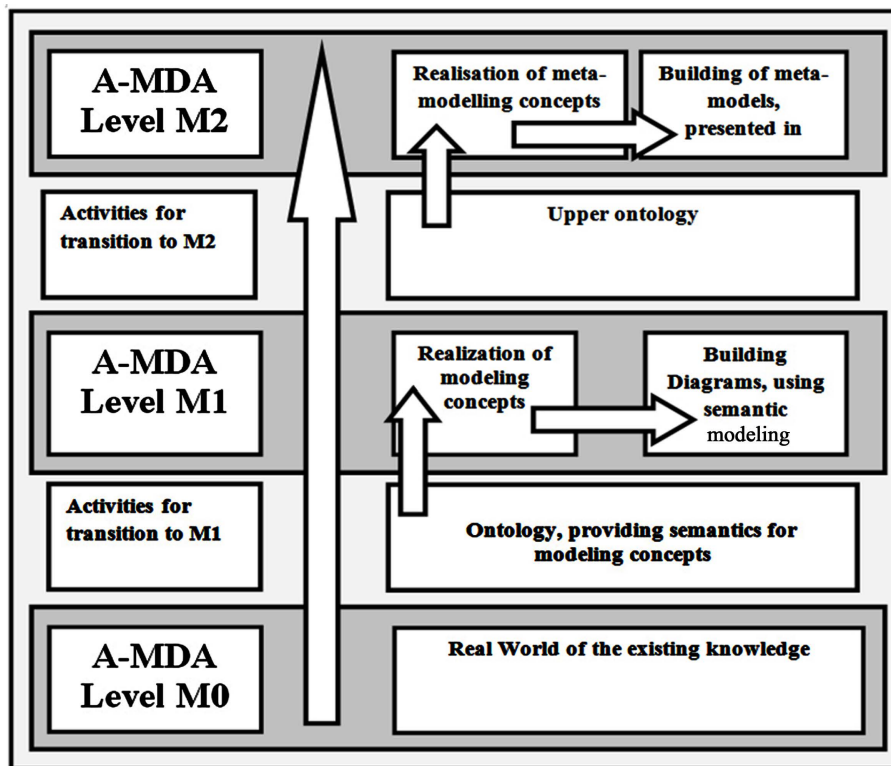 A-MDA
Level M2
Realisation of meta-
modelling concepts
Building of meta-
models,
presented in
Activities for
transition to M2
Upper ontology
A-MDA
Level M1
Realization of
modeling
concepts
Building
Diagrams, using
semantic
modeling
Activities for
transition to M1
Ontology, providing semantics for
modeling concepts
A-MDA
Level M0
Real World of the existing knowledge